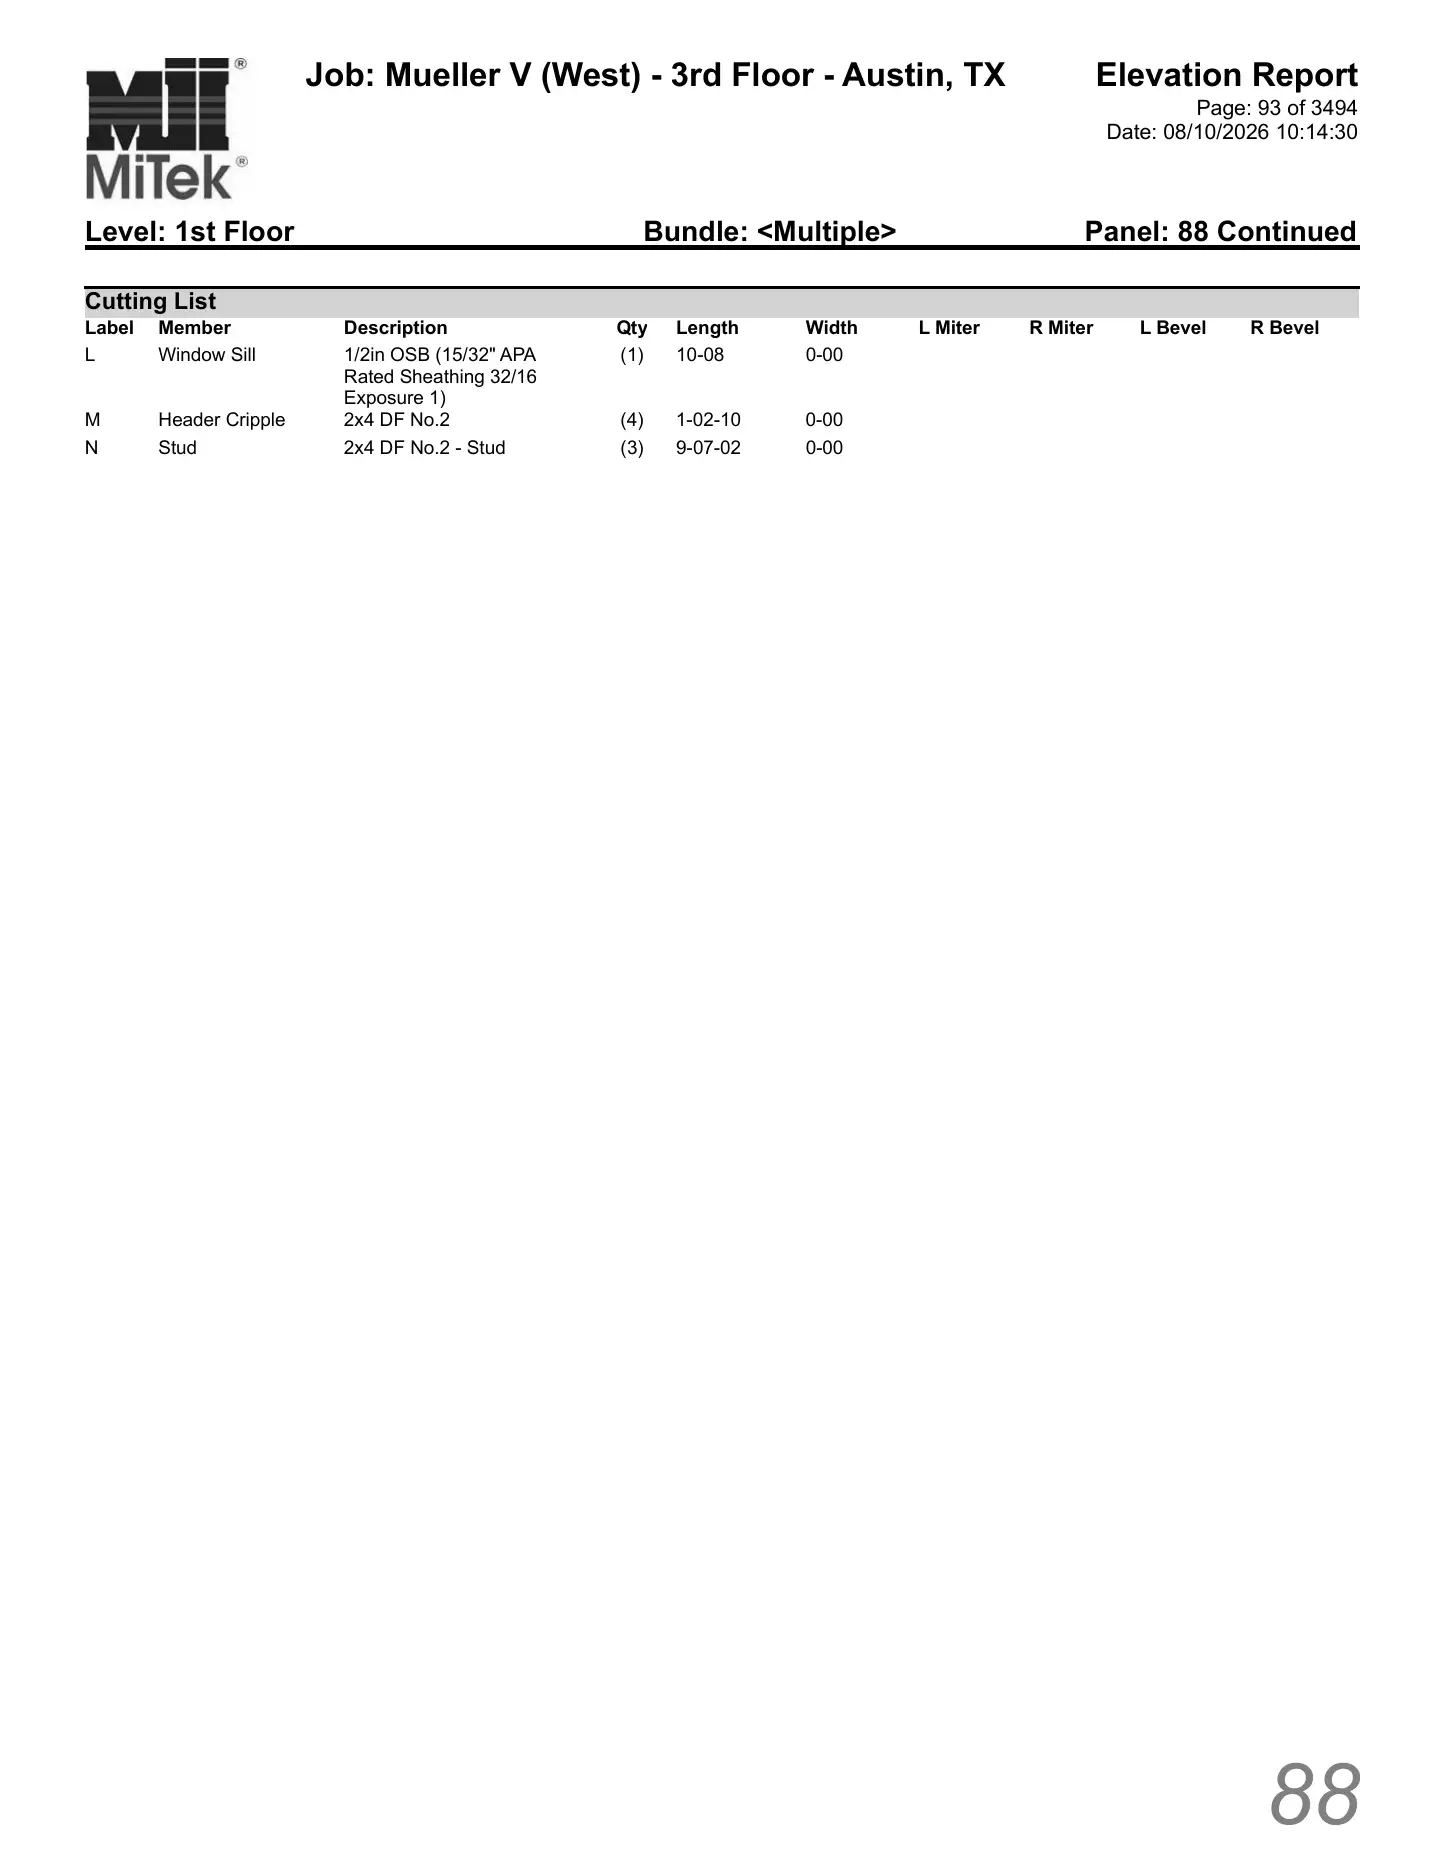 MiTek®
®
Job: Mueller V (West) - 3rd Floor - Austin, TX
Elevation Report
Page: 93 of 3494
Date: 08/10/2026 10:14:30
Level: 1st Floor Bundle: <Multiple> Panel: 88 Continued
Cutting List
Label Member Description Qty Length Width L Miter R Miter L Bevel R Bevel
L Window Sill 1/2in OSB (15/32" APA (1) 10-08 0-00
Rated Sheathing 32/16
Exposure 1)
M Header Cripple 2x4 DF No.2 (4) 1-02-10 0-00
N Stud 2x4 DF No.2 - Stud (3) 9-07-02 0-00
88